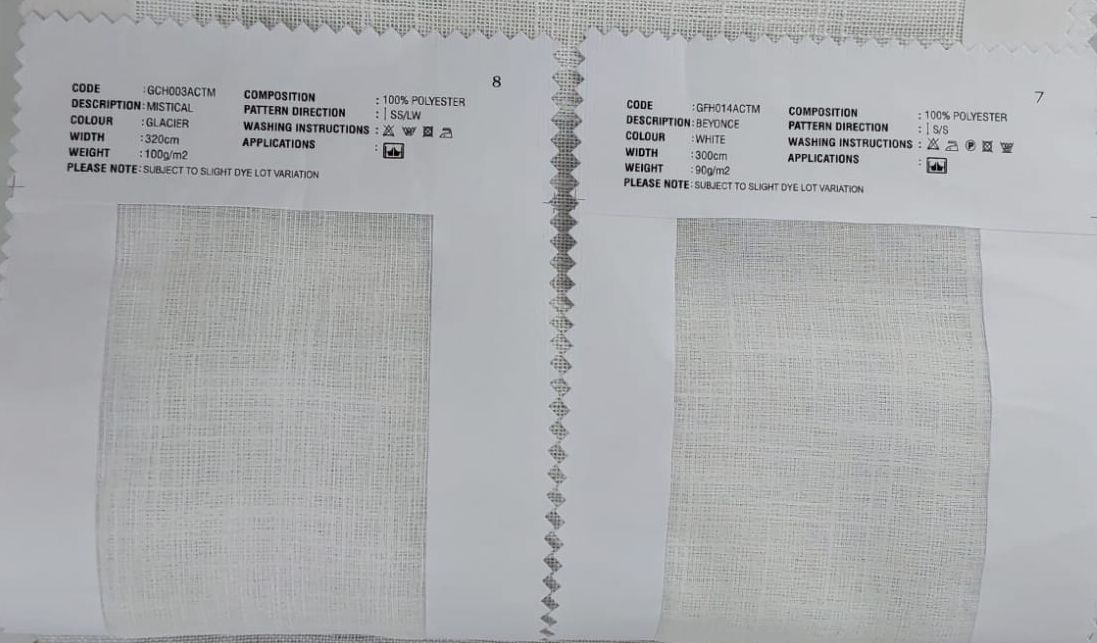 8
CODE :GCH003ACTM
DESCRIPTION:MISTICAL
COLOUR :GLACIER
WIDTH :320cm
WEIGHT :100g/m2
COMPOSITION : 100% POLYESTER
PATTERN DIRECTION : | SS/LW
WASHING INSTRUCTIONS :
APPLICATIONS :
PLEASE NOTE:SUBJECT TO SLIGHT DYE LOT VARIATION
7
CODE :GFH014ACTM
DESCRIPTION:BEYONCE
COLOUR :WHITE
WIDTH :300cm
WEIGHT :90g/m2
COMPOSITION : 100% POLYESTER
PATTERN DIRECTION : | S/S
WASHING INSTRUCTIONS :
APPLICATIONS :
PLEASE NOTE:SUBJECT TO SLIGHT DYE LOT VARIATION